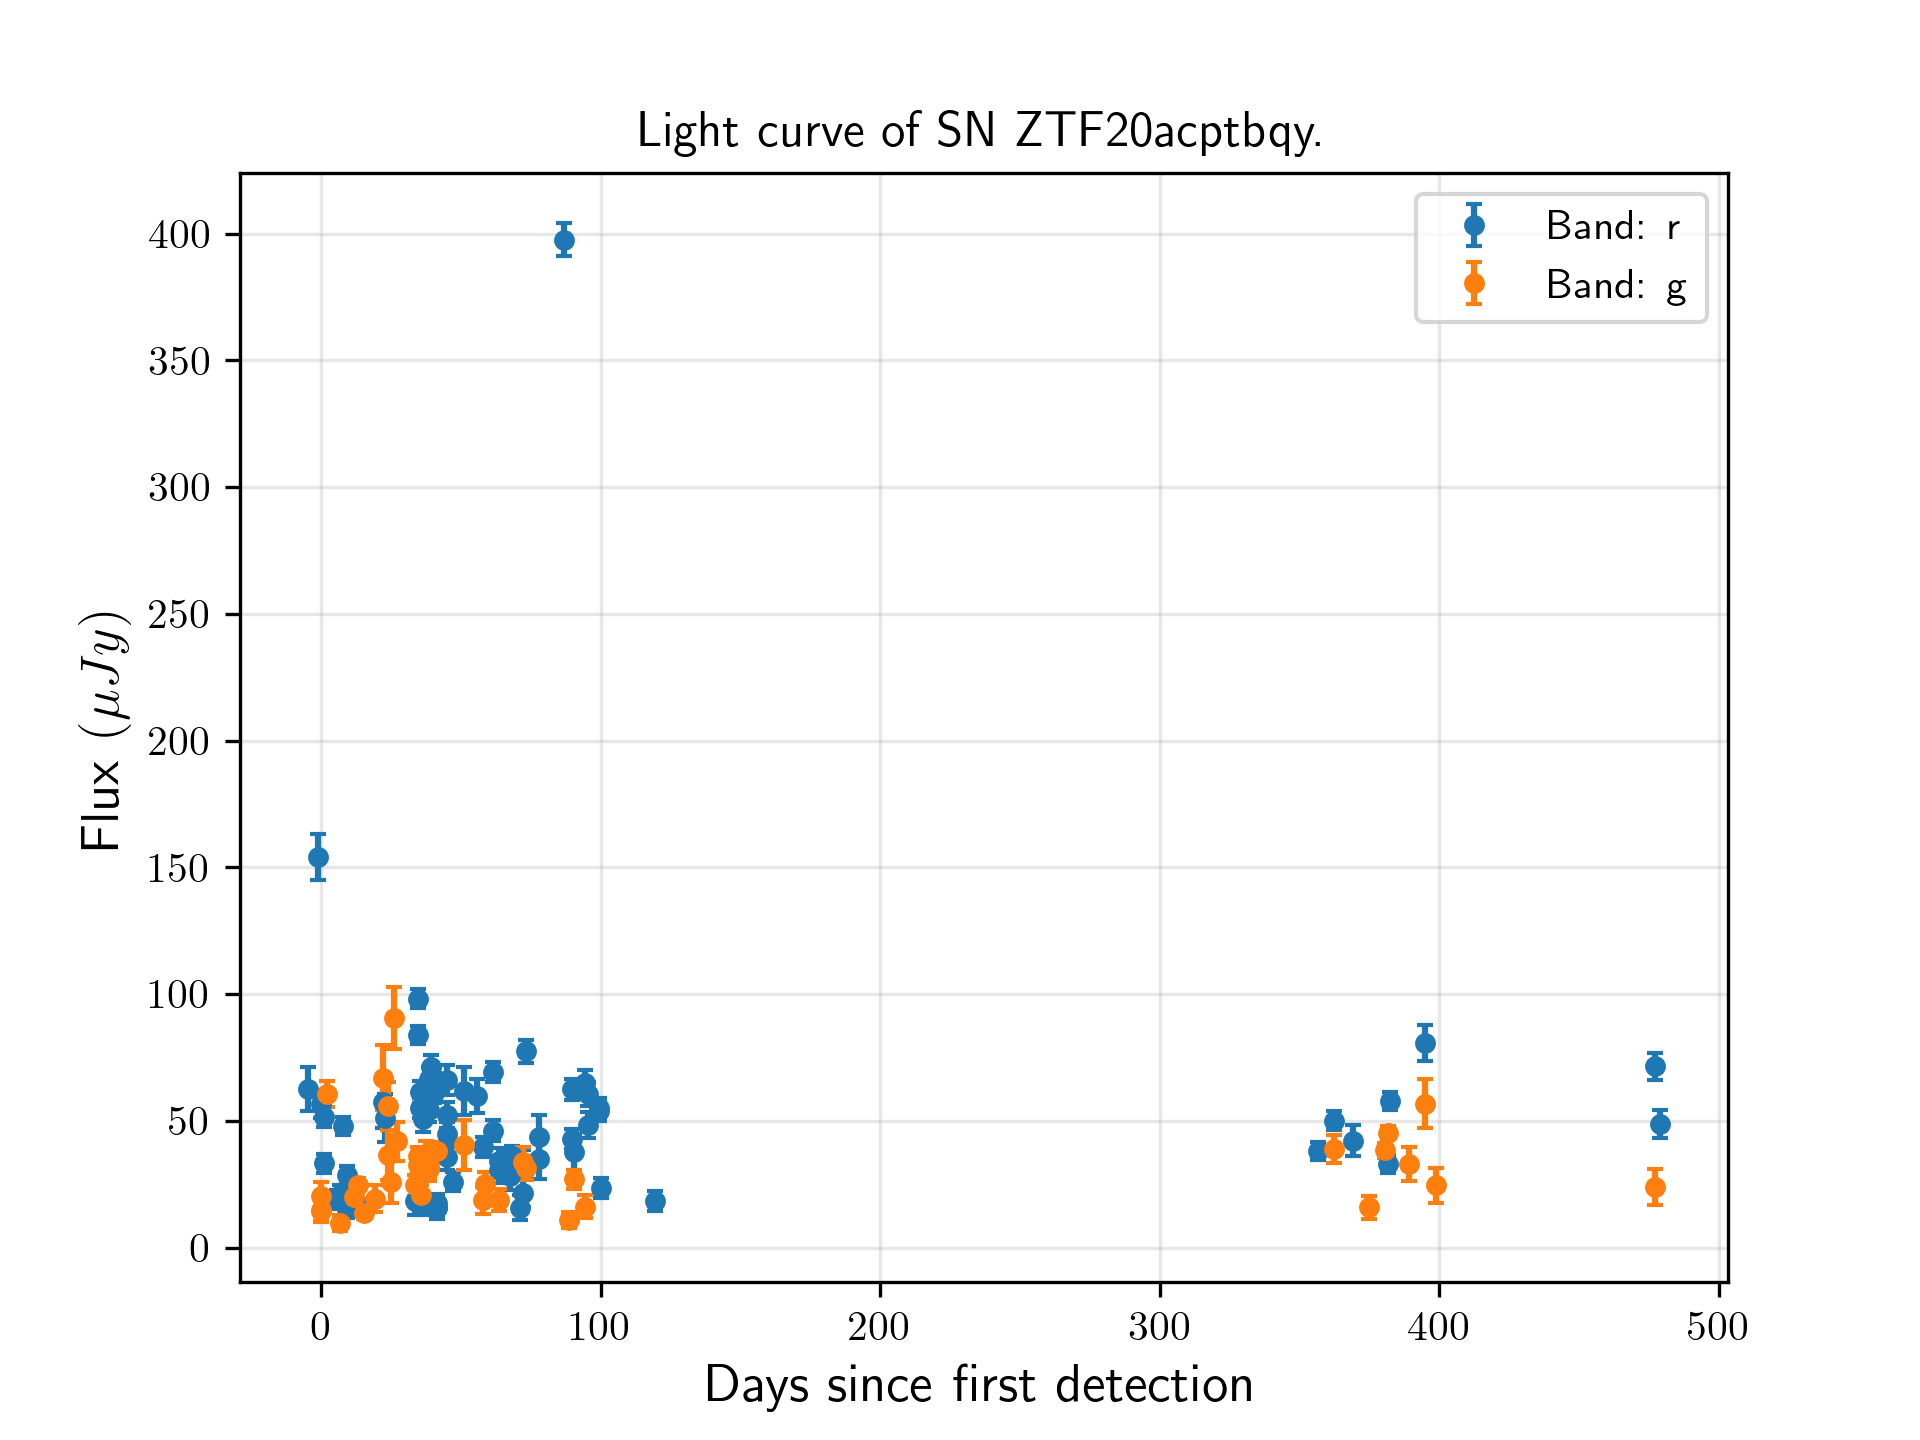 Light curve of SN ZTF20acptbqy.
Band: r
Band: g
400
350
300
250
200
150
100
50
0
Flux (μJy)
0 100 200 300 400 500
Days since first detection